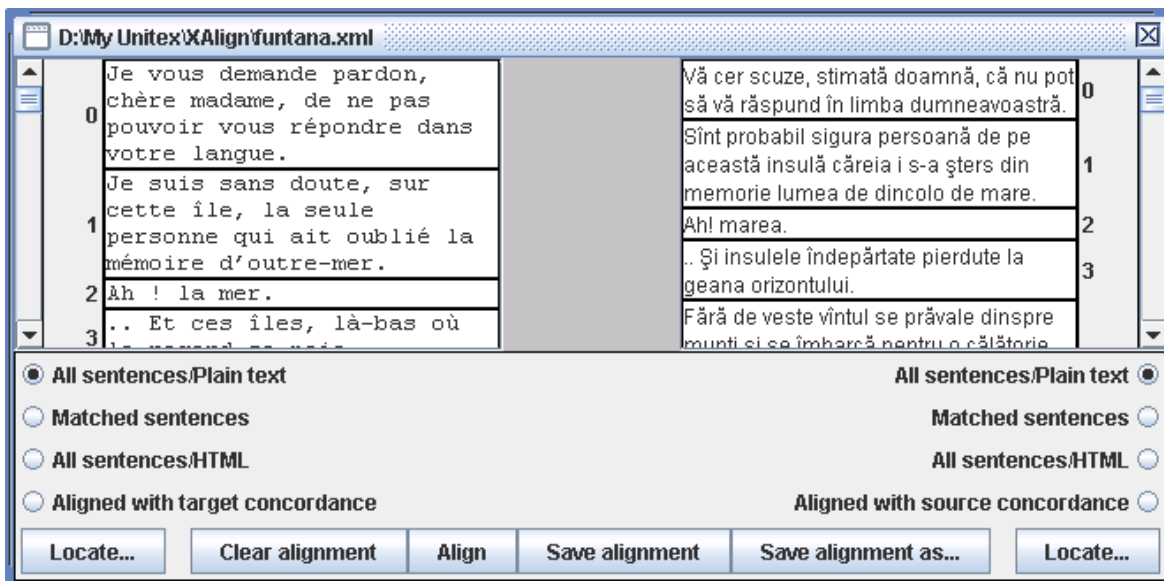 D:\My Unitex\XAlign\funtana.xml
0
Je vous demande pardon,
chère madame, de ne pas
pouvoir vous répondre dans
votre langue.
1
Je suis sans doute, sur
cette île, la seule
personne qui ait oublié la
mémoire d'outre-mer.
2 Ah ! la mer.
3 .. Et ces îles, là-bas où
Vă cer scuze, stimată doamnă, că nu pot
să vă răspund în limba dumneavoastră.
0
Sînt probabil sigura persoană de pe
această insulă căreia i s-a şters din
memorie lumea de dincolo de mare.
1
Ah! marea. 2
.. Şi insulele îndepărtate pierdute la
geana orizontului.
3
Fără de veste vîntul se prăvale dinspre
munţi şi se îmbarcă pentru o călătorie
All sentences/Plain text
Matched sentences
All sentences/HTML
Aligned with target concordance
All sentences/Plain text
Matched sentences
All sentences/HTML
Aligned with source concordance
Locate... Clear alignment Align Save alignment Save alignment as... Locate...